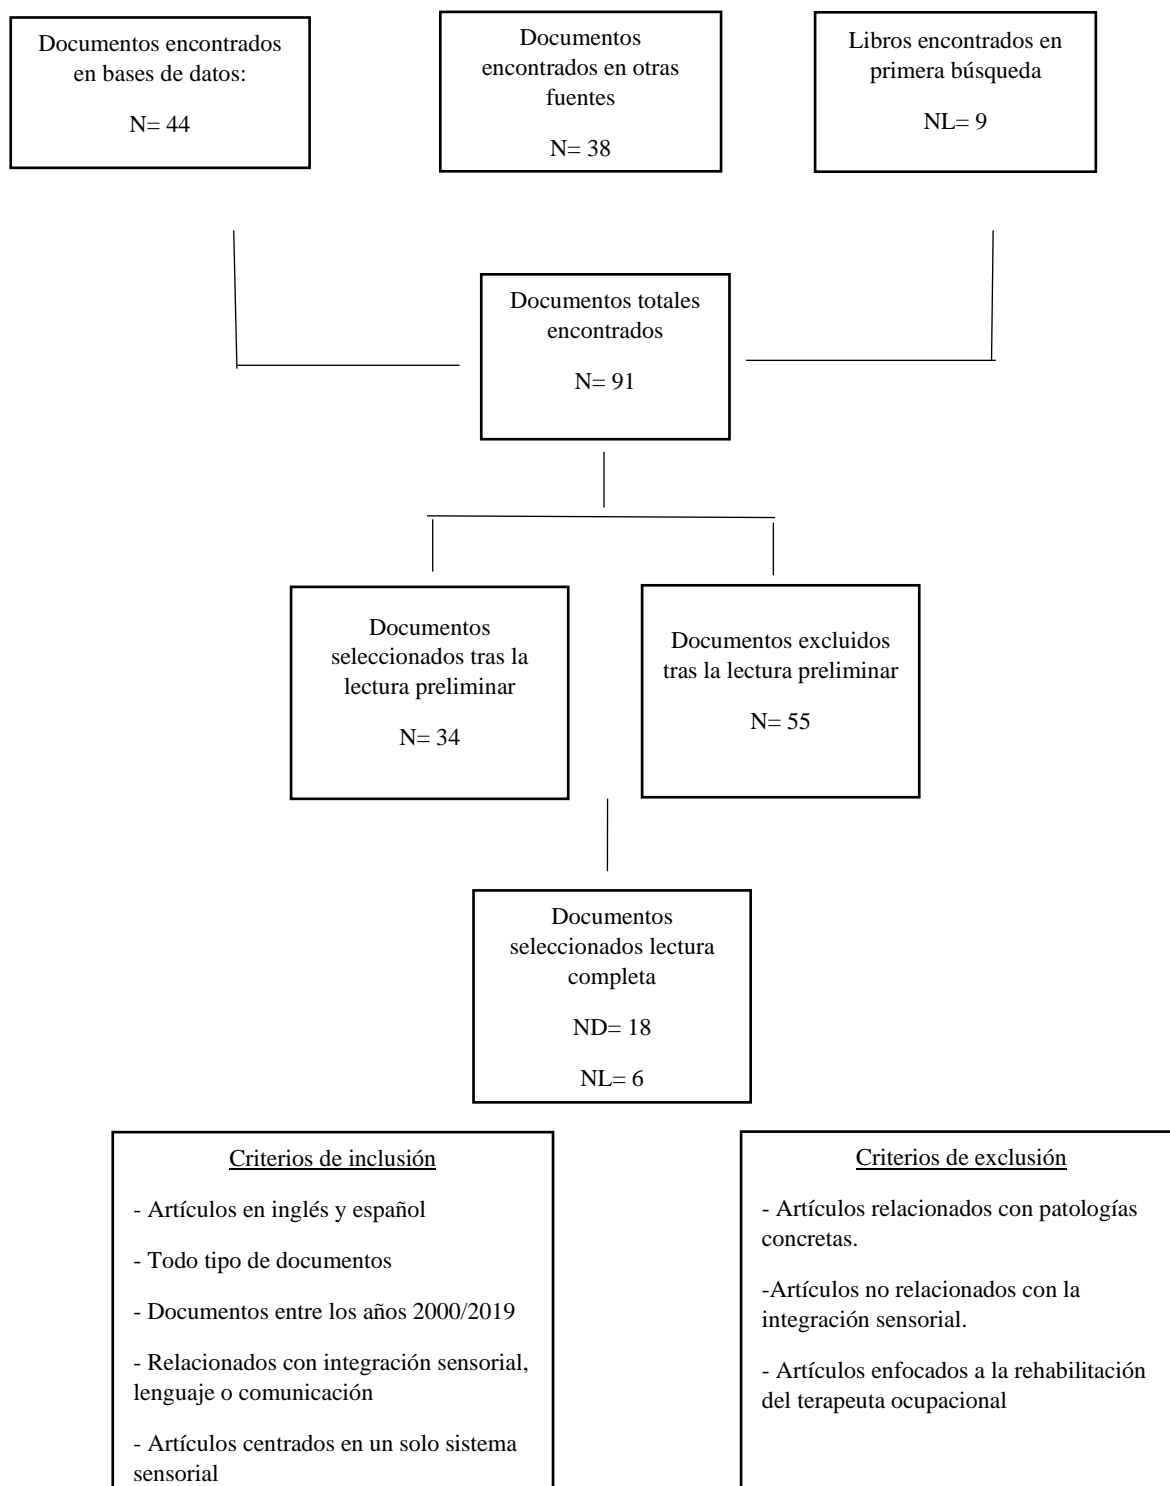 Documentos encontrados
en bases de datos:
N= 44
Documentos
encontrados en otras
fuentes
N= 38
Libros encontrados en
primera búsqueda
NL= 9
Documentos totales
encontrados
N= 91
Documentos
seleccionados tras la
lectura preliminar
N= 34
Documentos excluidos
tras la lectura preliminar
N= 55
Documentos
seleccionados lectura
completa
ND= 18
NL= 6
Criterios de inclusión
- Artículos en inglés y español
- Todo tipo de documentos
- Documentos entre los años 2000/2019
- Relacionados con integración sensorial,
lenguaje o comunicación
- Artículos centrados en un solo sistema
sensorial
Criterios de exclusión
- Artículos relacionados con patologías
concretas.
-Artículos no relacionados con la
integración sensorial.
- Artículos enfocados a la rehabilitación
del terapeuta ocupacional